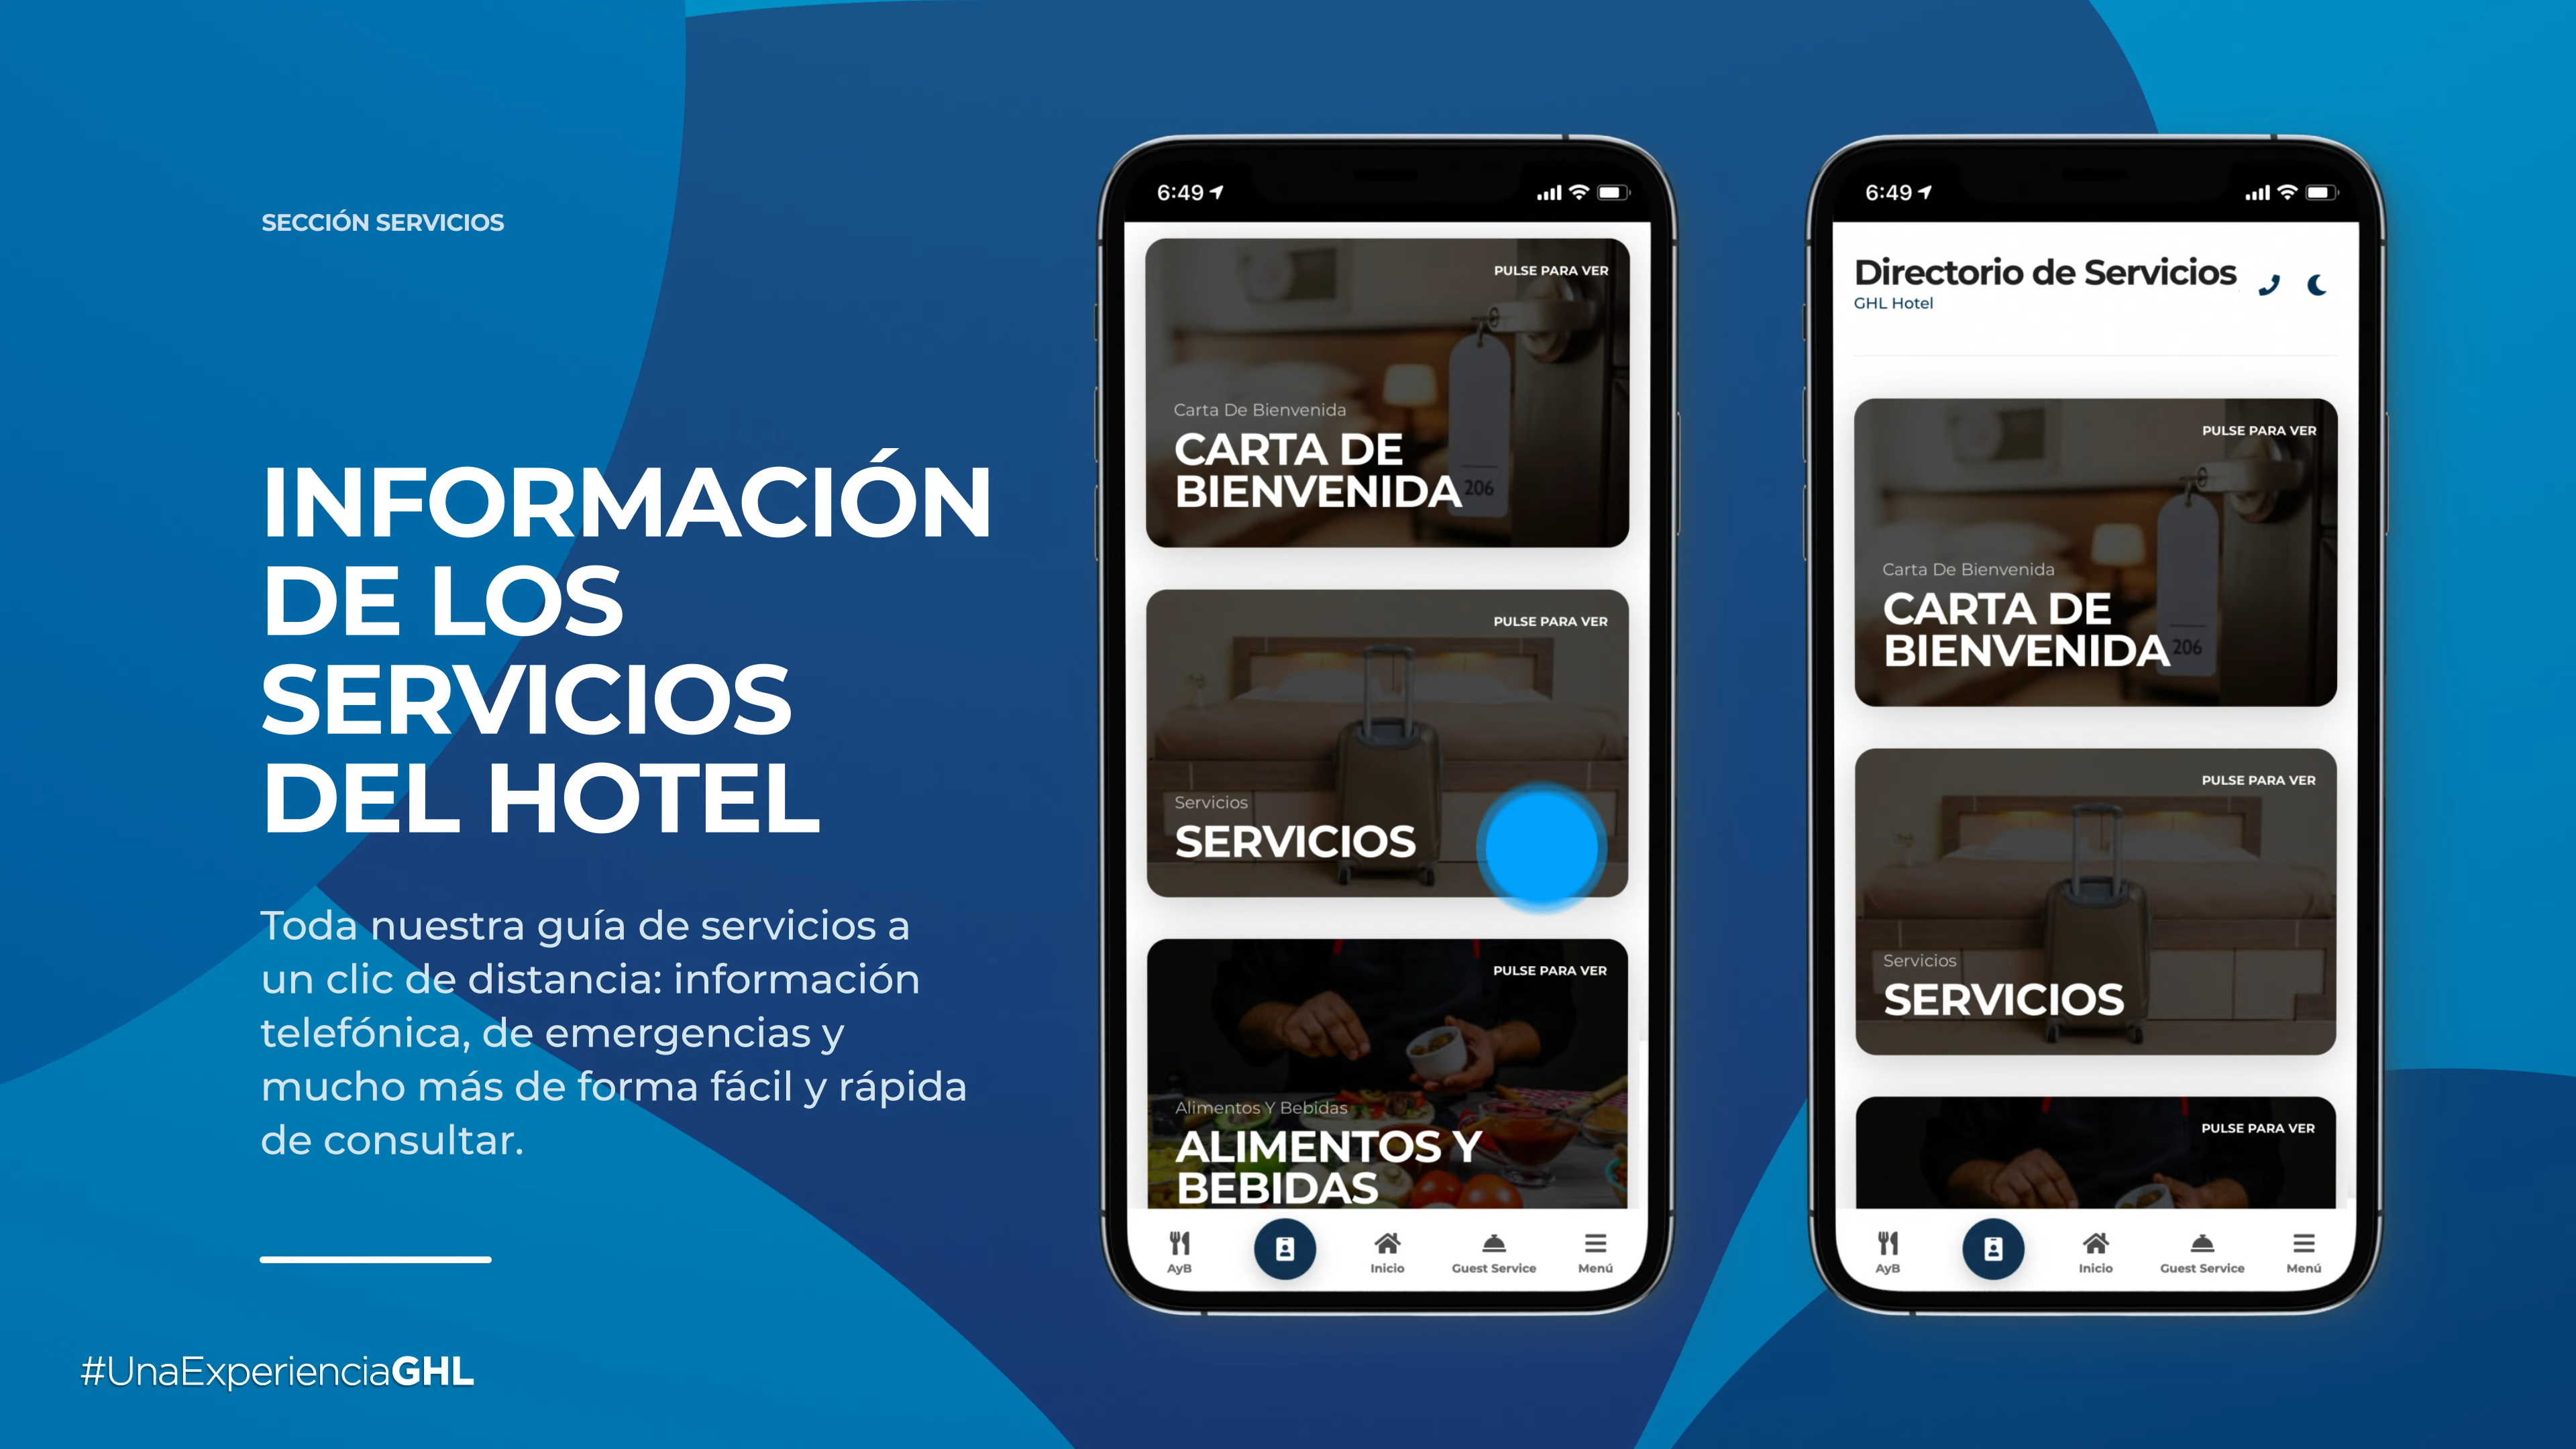 SECCIÓN SERVICIOS
INFORMACIÓN
DE LOS
SERVICIOS
DEL HOTEL
Toda nuestra guía de servicios a
un clic de distancia: información
telefónica, de emergencias y
mucho más de forma fácil y rápida
de consultar.
#UnaExperienciaGHL
6:49
PULSE PARA VER
Carta De Bienvenida
CARTA DE
BIENVENIDA
206
PULSE PARA VER
Servicios
SERVICIOS
PULSE PARA VER
Alimentos Y Bebidas
ALIMENTOS Y
BEBIDAS
AyB
Inicio
Guest Service
Menú
6:49
Directorio de Servicios
GHL Hotel
PULSE PARA VER
Carta De Bienvenida
CARTA DE
BIENVENIDA
206
PULSE PARA VER
Servicios
SERVICIOS
PULSE PARA VER
AyB
Inicio
Guest Service
Menú